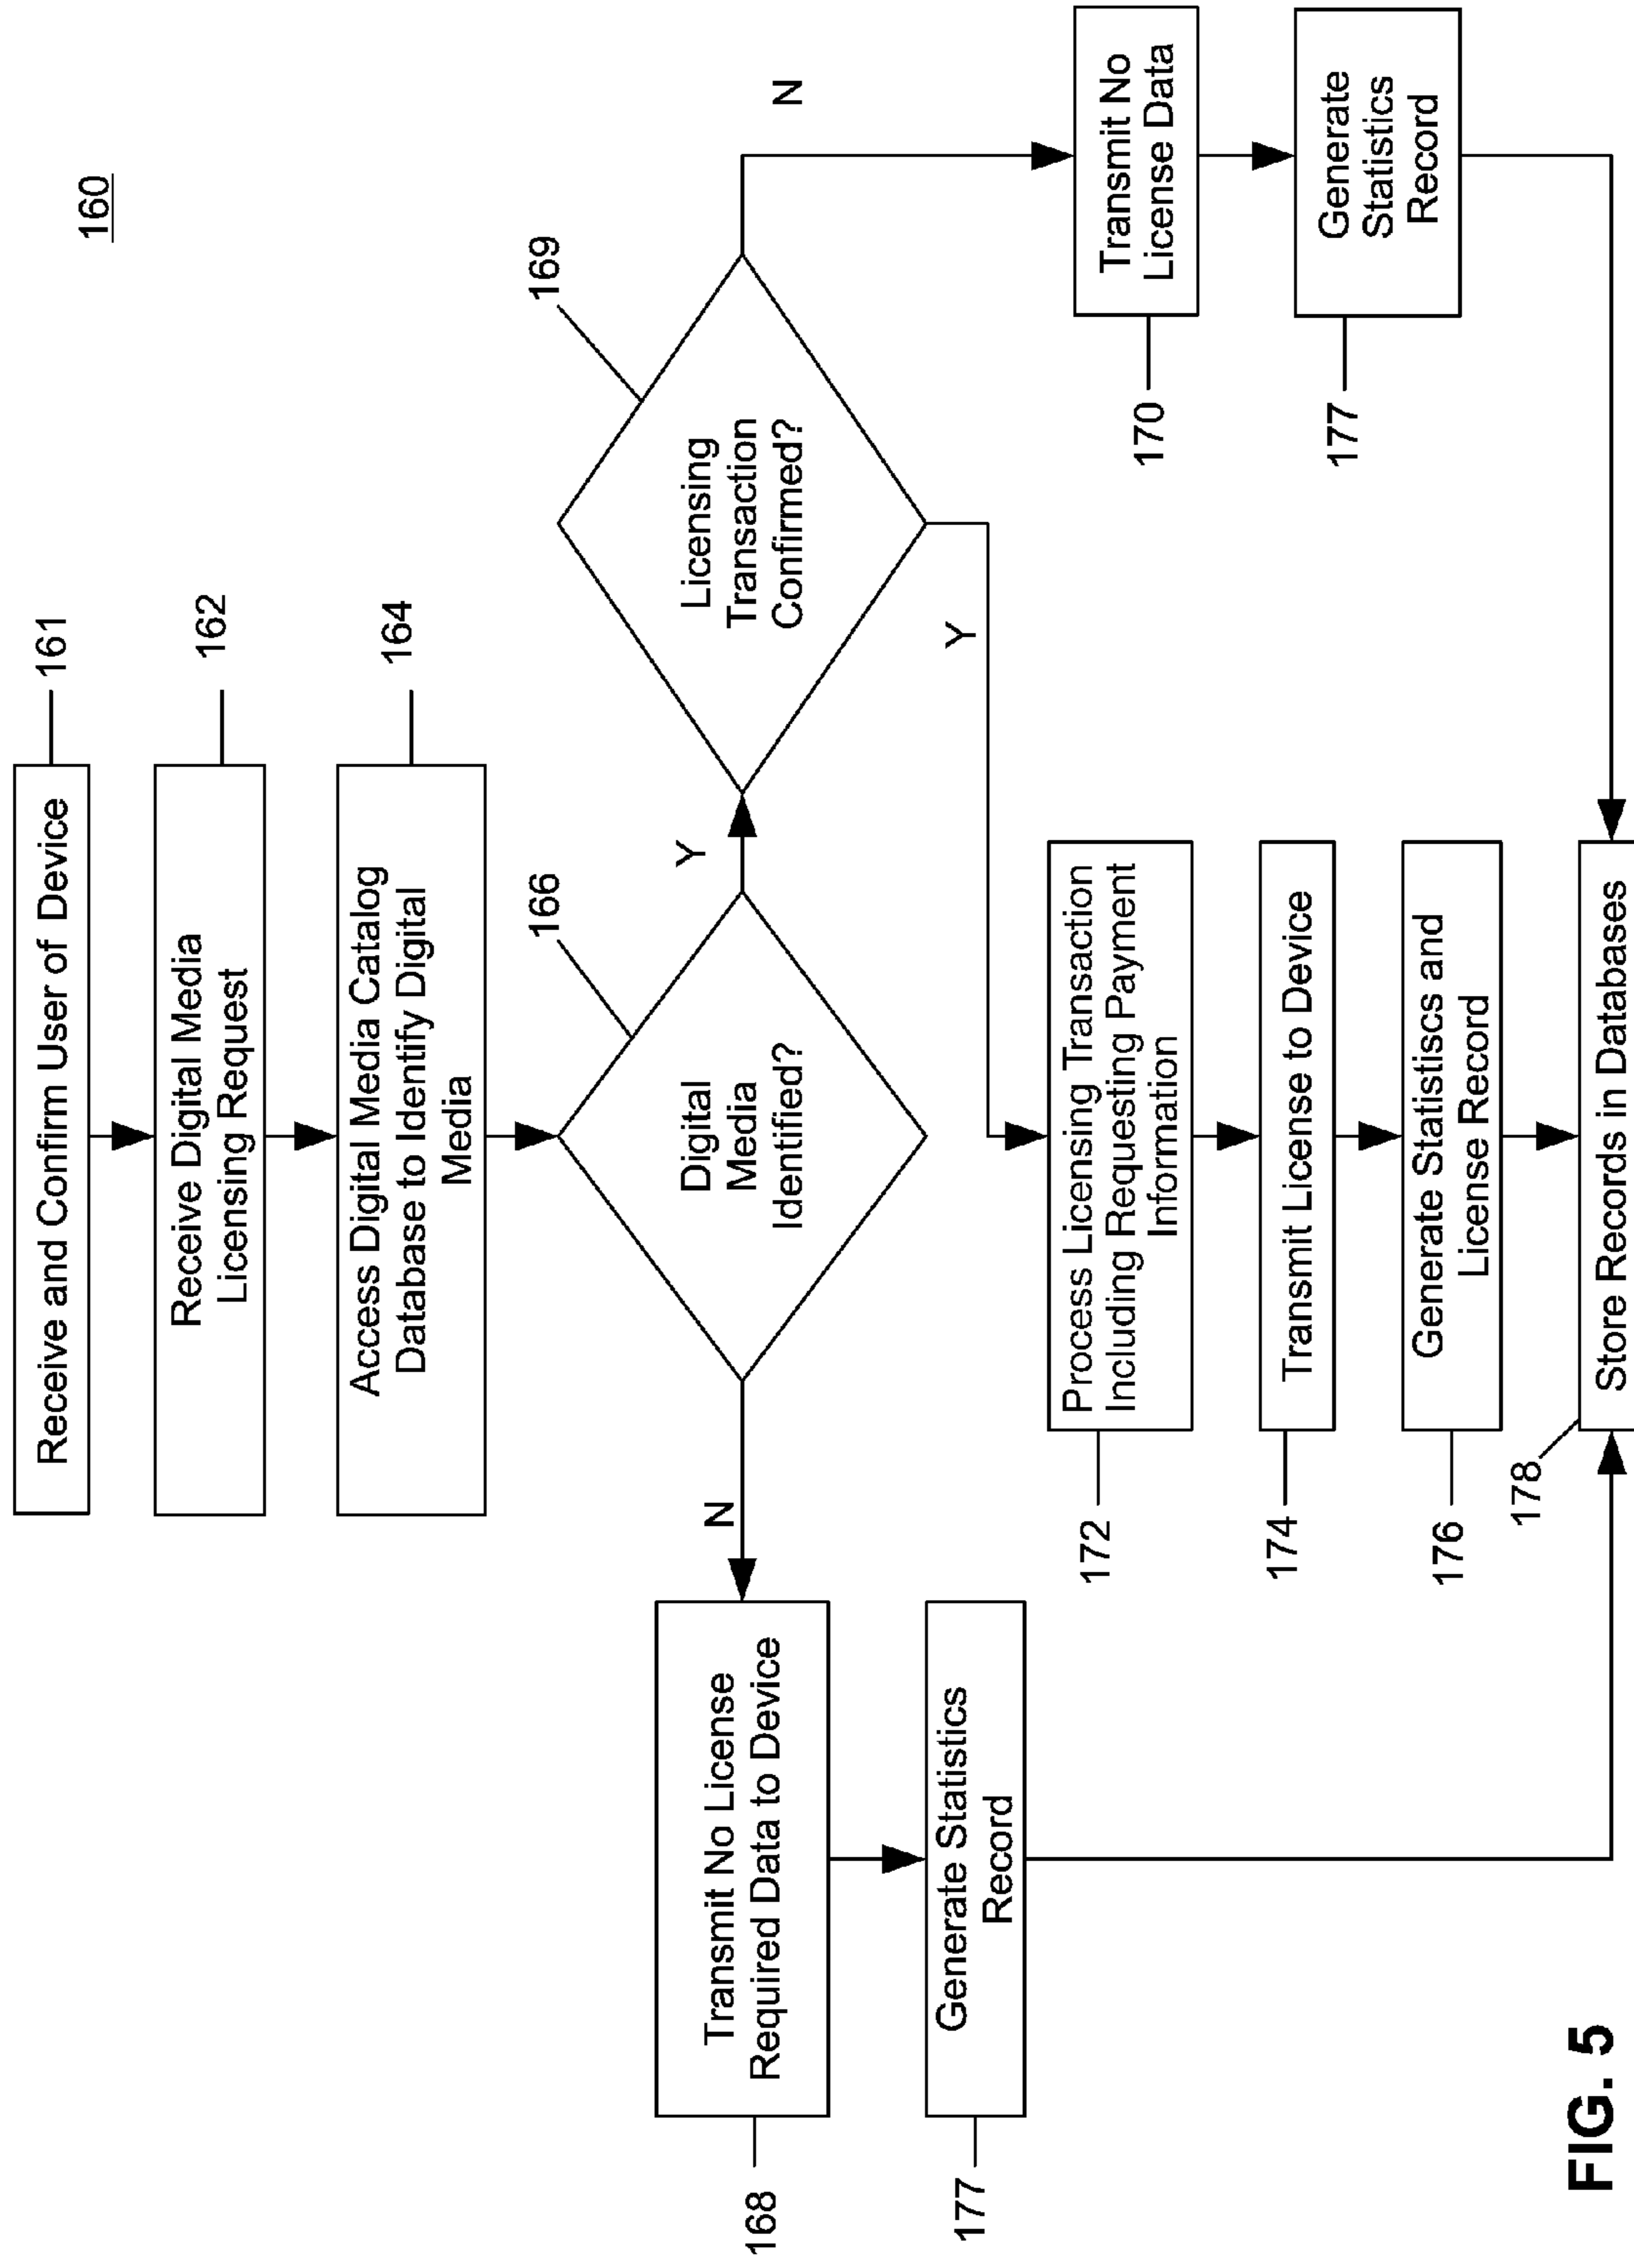 160
Receive and Confirm User of Device
161
Receive Digital Media
Licensing Request
162
Access Digital Media Catalog
Database to Identify Digital
Media
164
Digital
Media
Identified?
166
Y
N
Licensing
Transaction
Confirmed?
169
Y
N
Transmit No License
Required Data to Device
168
Generate Statistics
Record
177
Process Licensing Transaction
Including Requesting Payment
Information
172
Transmit License to Device
174
Generate Statistiscs and
License Record
176
Transmit No
License Data
170
Generate
Statistics
Record
177
Store Records in Databases
178
FIG. 5